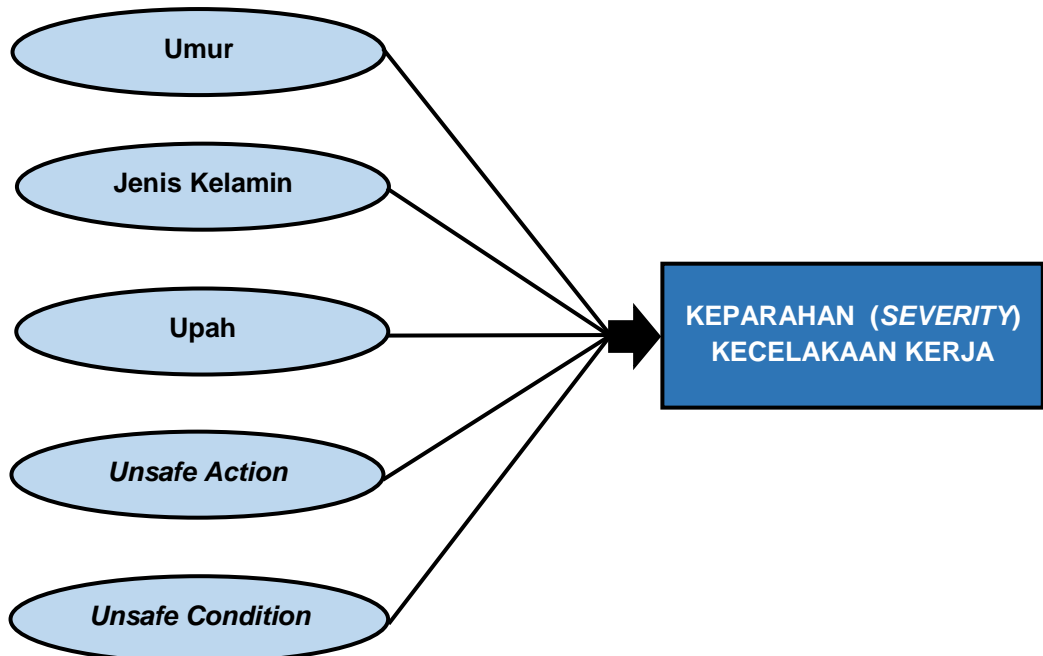 Umur
Jenis Kelamin
Upah
Unsafe Action
Unsafe Condition
KEPARAHAN (SEVERITY)
KECELAKAAN KERJA